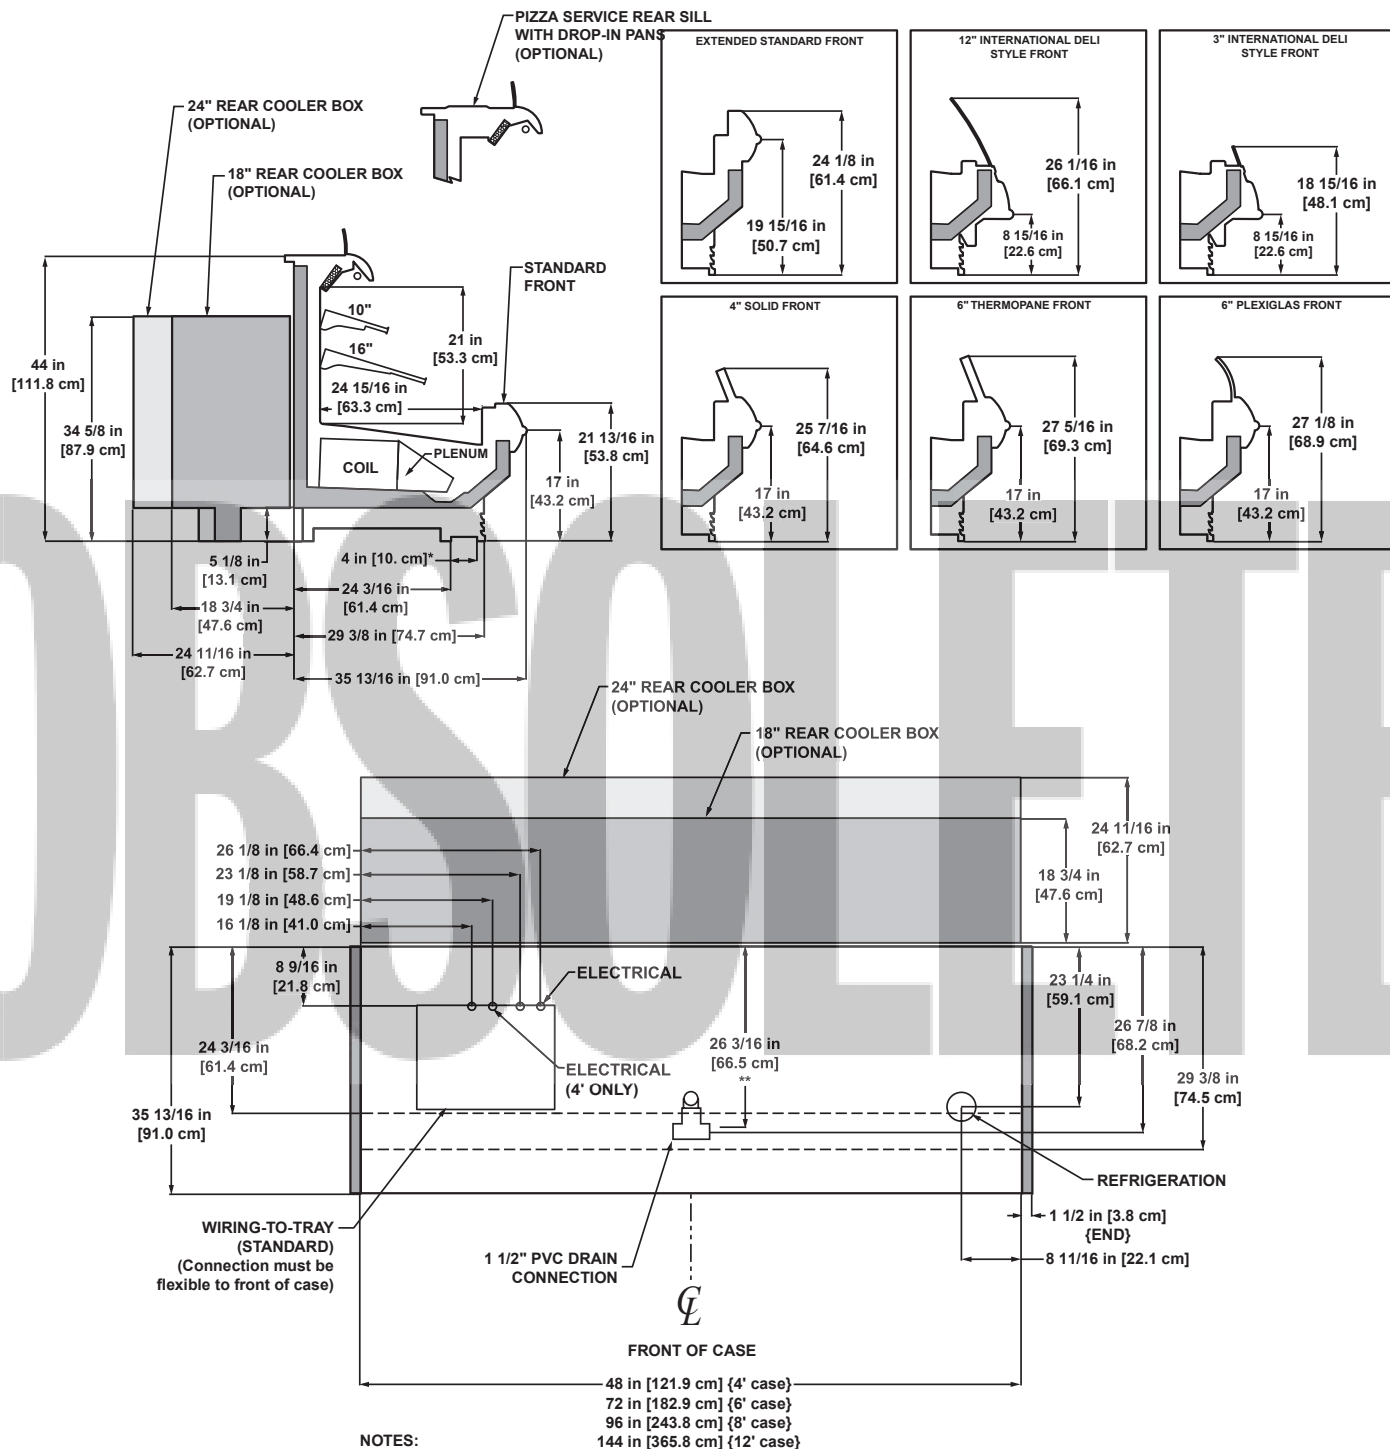 PIZZA SERVICE REAR SILL
WITH DROP-IN PANS
(OPTIONAL)
24" REAR COOLER BOX
(OPTIONAL)
18" REAR COOLER BOX
(OPTIONAL)
STANDARD
FRONT
10"
16"
21 in
[53.3 cm]
24 15/16 in
[63.3 cm]
44 in
[111.8 cm]
34 5/8 in
[87.9 cm]
COIL
PLENUM
21 13/16 in
[53.8 cm]
17 in
[43.2 cm]
5 1/8 in
[13.1 cm]
4 in [10. cm]*
24 3/16 in
[61.4 cm]
18 3/4 in
[47.6 cm]
29 3/8 in [74.7 cm]
24 11/16 in
[62.7 cm]
35 13/16 in [91.0 cm]
EXTENDED STANDARD FRONT
24 1/8 in
[61.4 cm]
19 15/16 in
[50.7 cm]
12" INTERNATIONAL DELI
STYLE FRONT
26 1/16 in
[66.1 cm]
8 15/16 in
[22.6 cm]
3" INTERNATIONAL DELI
STYLE FRONT
18 15/16 in
[48.1 cm]
8 15/16 in
[22.6 cm]
4" SOLID FRONT
25 7/16 in
[64.6 cm]
17 in
[43.2 cm]
6" THERMOPANE FRONT
27 5/16 in
[69.3 cm]
17 in
[43.2 cm]
6" PLEXIGLAS FRONT
27 1/8 in
[68.9 cm]
17 in
[43.2 cm]
OBSOLETE
24" REAR COOLER BOX
(OPTIONAL)
18" REAR COOLER BOX
(OPTIONAL)
24 11/16 in
[62.7 cm]
18 3/4 in
[47.6 cm]
26 1/8 in [66.4 cm]
23 1/8 in [58.7 cm]
19 1/8 in [48.6 cm]
16 1/8 in [41.0 cm]
8 9/16 in
[21.8 cm]
ELECTRICAL
23 1/4 in
[59.1 cm]
24 3/16 in
[61.4 cm]
26 3/16 in
[66.5 cm]
**
26 7/8 in
[68.2 cm]
ELECTRICAL
(4' ONLY)
29 3/8 in
[74.5 cm]
35 13/16 in
[91.0 cm]
REFRIGERATION
1 1/2 in [3.8 cm]
{END}
8 11/16 in [22.1 cm]
WIRING-TO-TRAY
(STANDARD)
(Connection must be
flexible to front of case)
1 1/2" PVC DRAIN
CONNECTION
℄
FRONT OF CASE
48 in [121.9 cm] {4' case}
72 in [182.9 cm] {6' case}
96 in [243.8 cm] {8' case}
144 in [365.8 cm] {12' case}
NOTES: